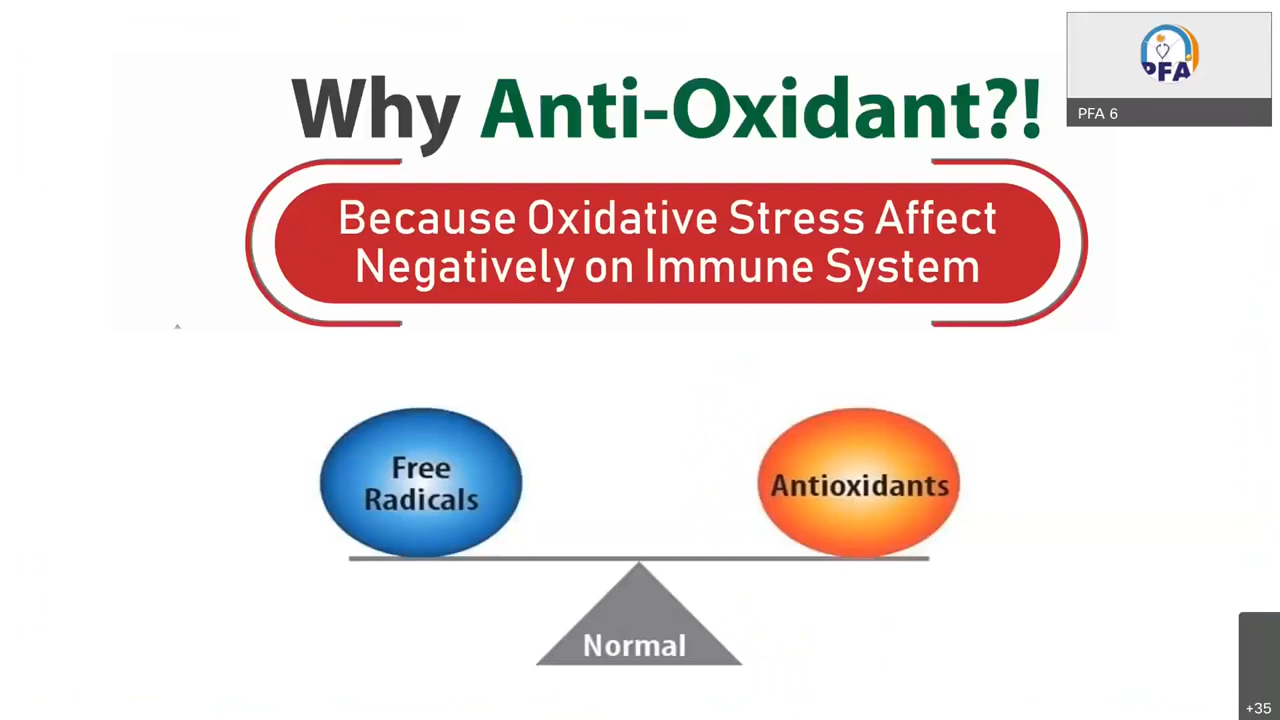 Why Anti-Oxidant?!
Because Oxidative Stress Affect
Negatively on Immune System
PFA
PFA 6
Free
Radicals
Antioxidants
Normal
+35